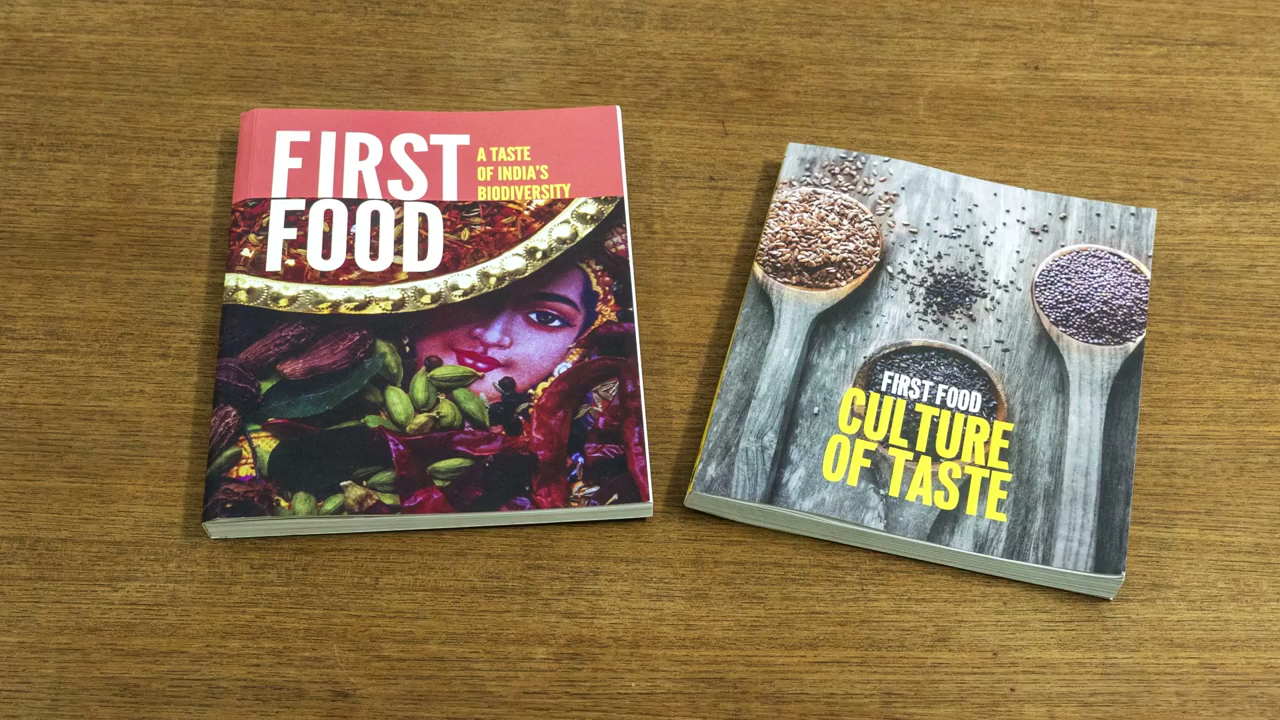 FIRST
FOOD
A TASTE
OF INDIA'S
BIODIVERSITY
FIRST FOOD
CULTURE
OF TASTE